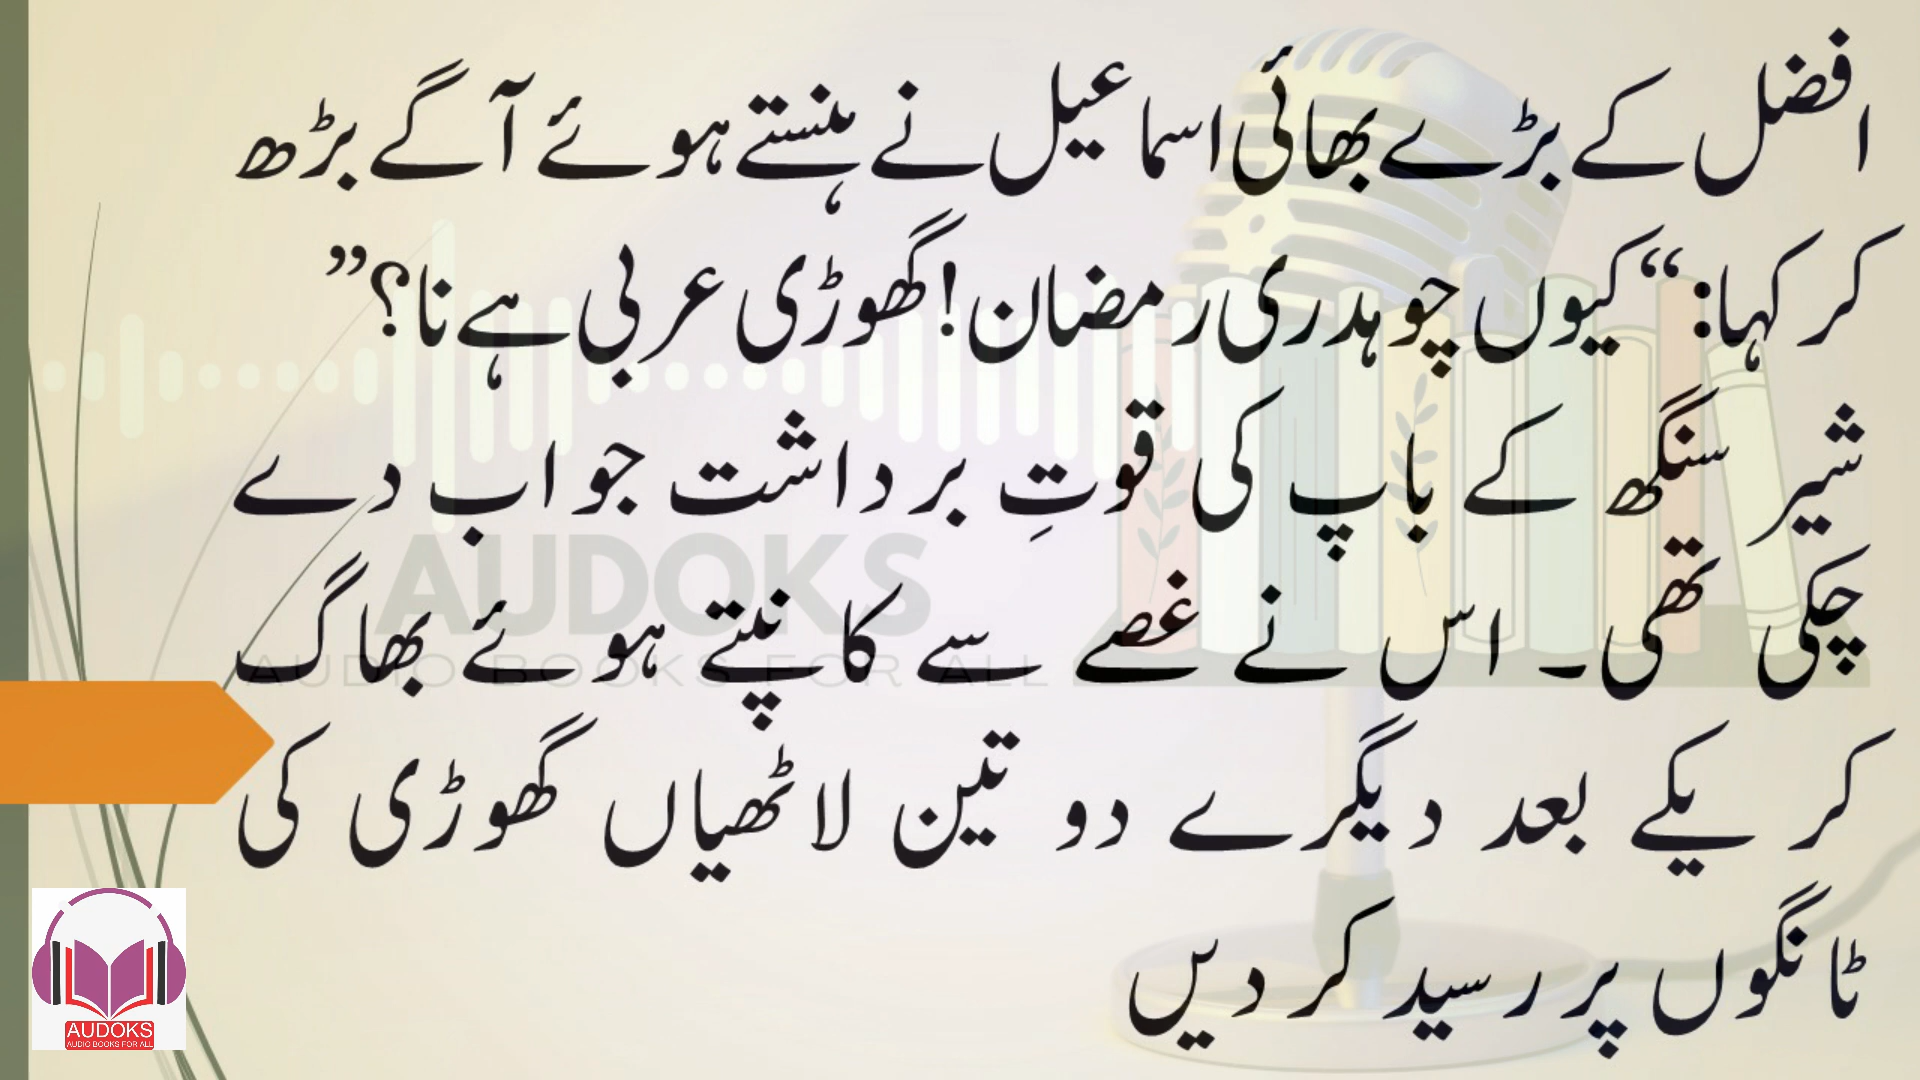 افضل کے بڑے بھائی اسماعیل نے ہنستے ہوئے آگے بڑھ
کر کہا: “کیوں چوہدری رمضان! گھوڑی عربی ہے نا؟”
شیر سنگھ کے باپ کی قوتِ برداشت جواب دے
چکی تھی۔ اس نے غصے سے کانپتے ہوئے بھاگ
کر یکے بعد دیگرے دو تین لاٹھیاں گھوڑی کی
ٹانگوں پر رسید کر دیں
AUDOKS
AUDIO BOOKS FOR ALL
AUDOKS
AUDIO BOOKS FOR ALL